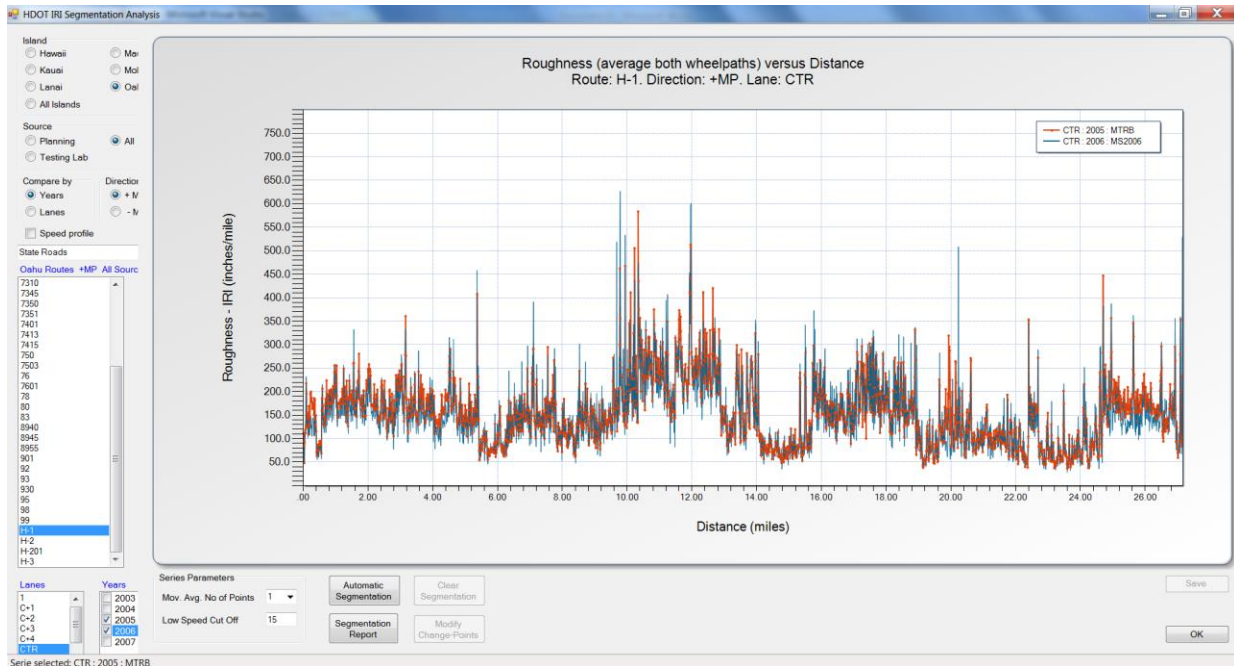 HDOT IRI Segmentation Analysis
Island
Hawaii Ma
Kauai Mol
Lanai Oal
All Islands
Source
Planning All
Testing Lab
Compare by Direction
Years + M
Lanes - M
Speed profile
State Roads
Oahu Routes +MP All Sourc
7310
7345
7350
7351
7401
7413
7415
750
7503
76
7601
78
80
83
8940
8945
8955
901
92
93
930
95
98
99
H-1
H-2
H-201
H-3
Lanes
1
C+1
C+2
C+3
C+4
CTR
Years
2003
2004
2005
2006
2007
Roughness (average both wheelpaths) versus Distance
Route: H-1. Direction: +MP. Lane: CTR
CTR : 2005 : MTRB
CTR : 2006 : MS2006
Roughness - IRI (inches/mile)
750.0
700.0
650.0
600.0
550.0
500.0
450.0
400.0
350.0
300.0
250.0
200.0
150.0
100.0
50.0
.00 2.00 4.00 6.00 8.00 10.00 12.00 14.00 16.00 18.00 20.00 22.00 24.00 26.00
Distance (miles)
Series Parameters
Mov. Avg. No of Points 1
Low Speed Cut Off 15
Automatic
Segmentation
Clear
Segmentation
Segmentation
Report
Modify
Change-Points
Save
OK
Serie selected: CTR : 2005 : MTRB